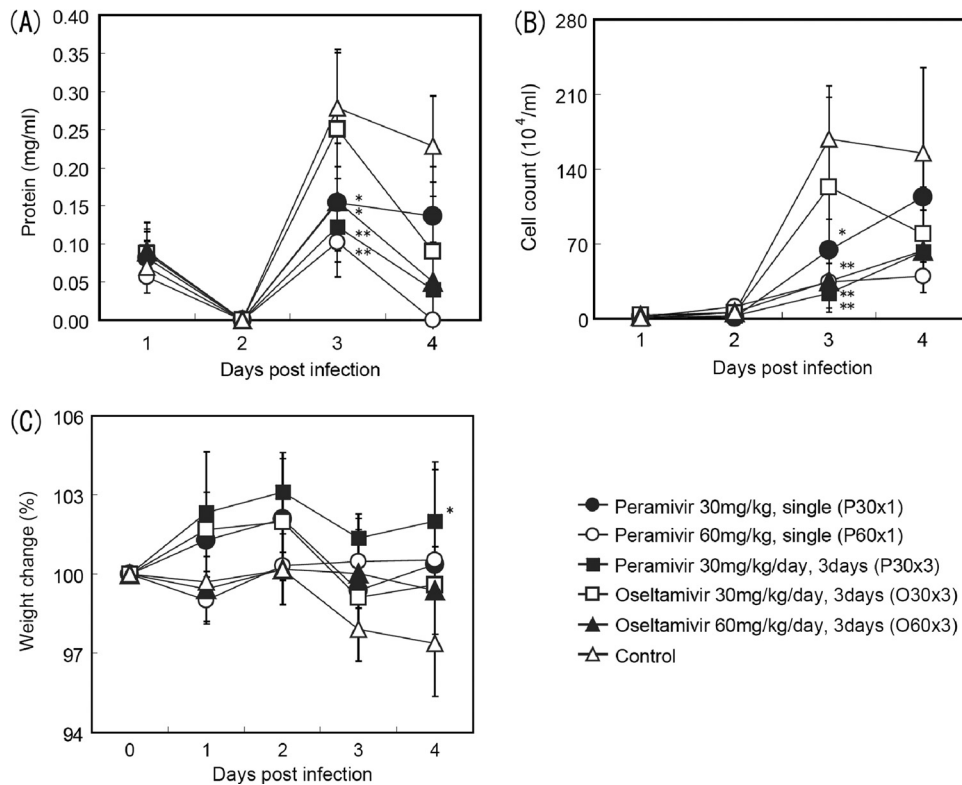 (A)
0.40
0.35
0.30
0.25
0.20
0.15
0.10
0.05
0.00
Protein (mg/ml)
*
*
**
**
1 2 3 4
Days post infection
(B)
280
210
140
70
0
Cell count (10⁴/ml)
*
**
**
**
1 2 3 4
Days post infection
(C)
106
103
100
97
94
Weight change (%)
*
0 1 2 3 4
Days post infection
Peramivir 30mg/kg, single (P30x1)
Peramivir 60mg/kg, single (P60x1)
Peramivir 30mg/kg/day, 3days (P30x3)
Oseltamivir 30mg/kg/day, 3days (O30x3)
Oseltamivir 60mg/kg/day, 3days (O60x3)
Control